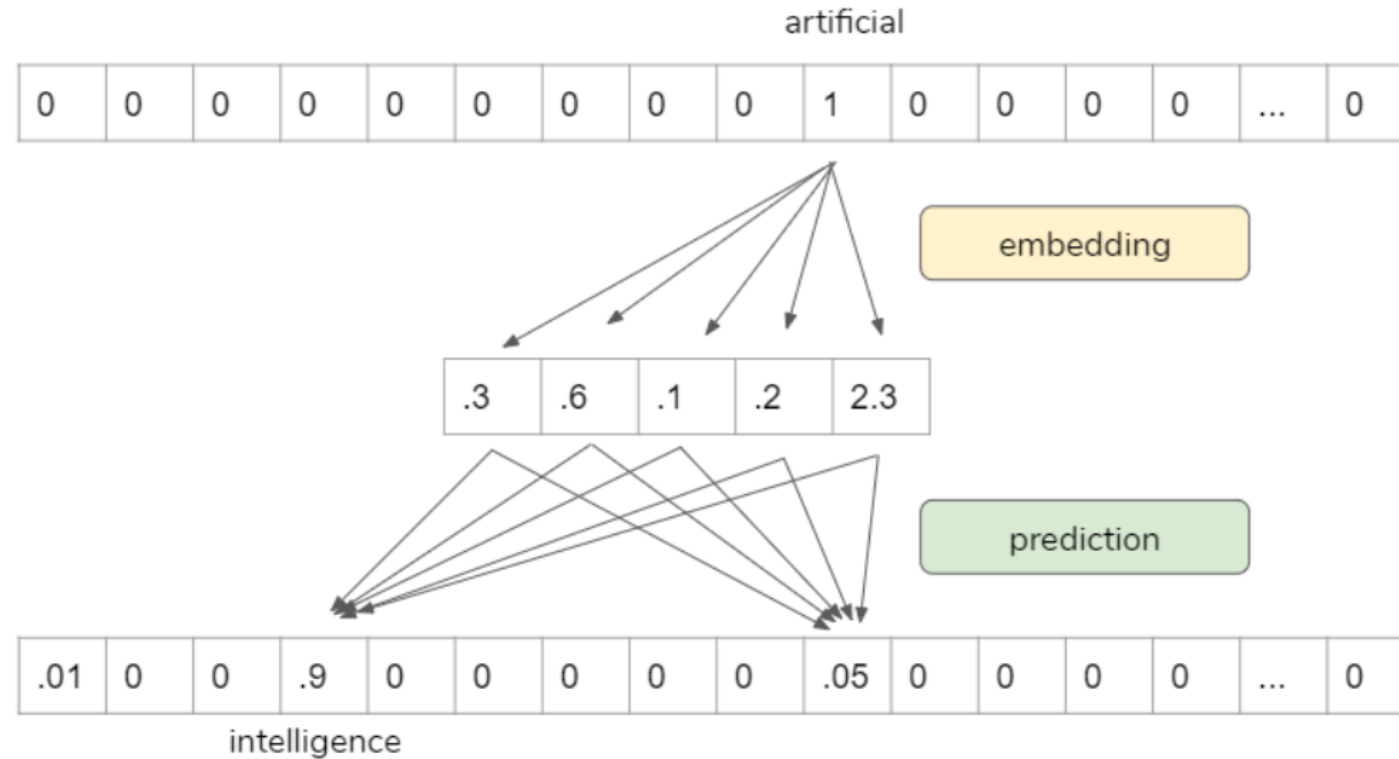 artificial
0 0 0 0 0 0 0 0 0 1 0 0 0 0 ... 0
embedding
.3 .6 .1 .2 2.3
prediction
.01 0 0 .9 0 0 0 0 0 .05 0 0 0 0 ... 0
intelligence